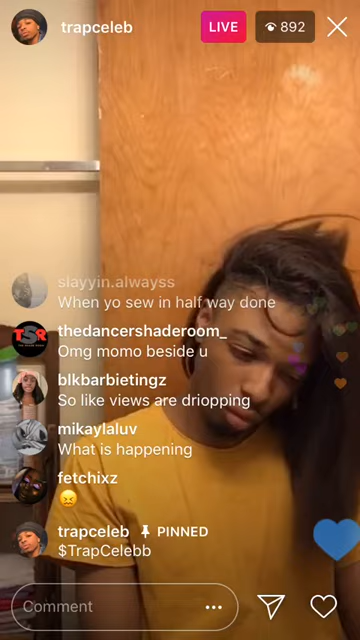 trapceleb
LIVE
892
slayyin.alwayss
When yo sew in half way done
thedancershaderoom_
TSR
Omg momo beside u
blkbarbietingz
So like views are driopping
mikaylaluv
What is happening
fetchixz
😖
trapceleb PINNED
$TrapCelebb
Comment